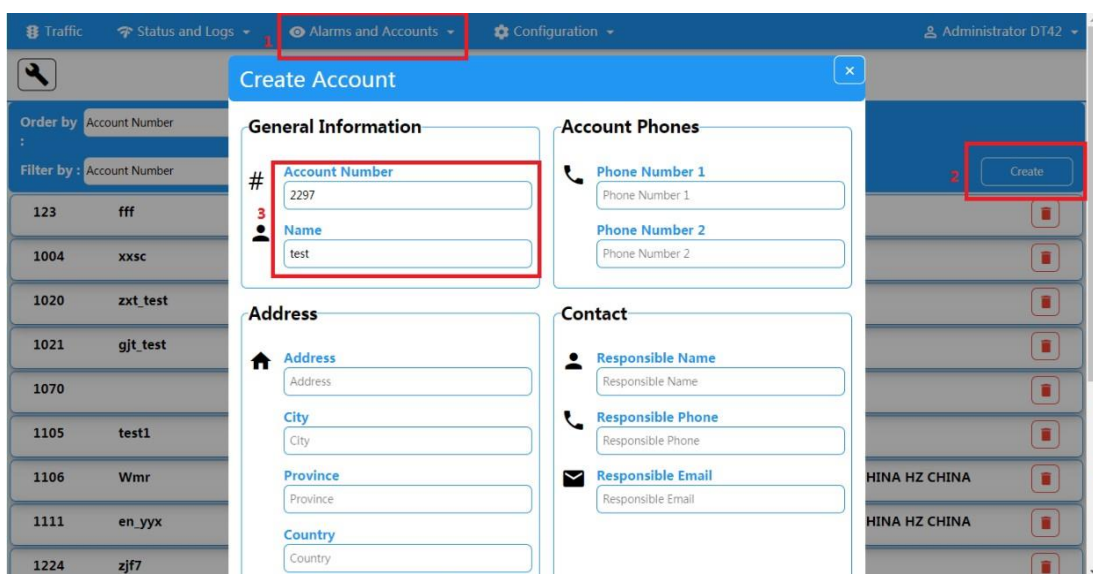 Traffic Status and Logs Alarms and Accounts Configuration Administrator DT42
1
Create Account
×
Order by : Account Number
Filter by : Account Number
2 Create
General Information
# Account Number
2297
3
Name
test
Account Phones
Phone Number 1
Phone Number 1
Phone Number 2
Phone Number 2
Address
Address
Address
City
City
Province
Province
Country
Country
Contact
Responsible Name
Responsible Name
Responsible Phone
Responsible Phone
Responsible Email
Responsible Email
123 fff
1004 xxsc
1020 zxt_test
1021 gjt_test
1070
1105 test1
1106 Wmr HINA HZ CHINA
1111 en_yyx HINA HZ CHINA
1224 zjf7